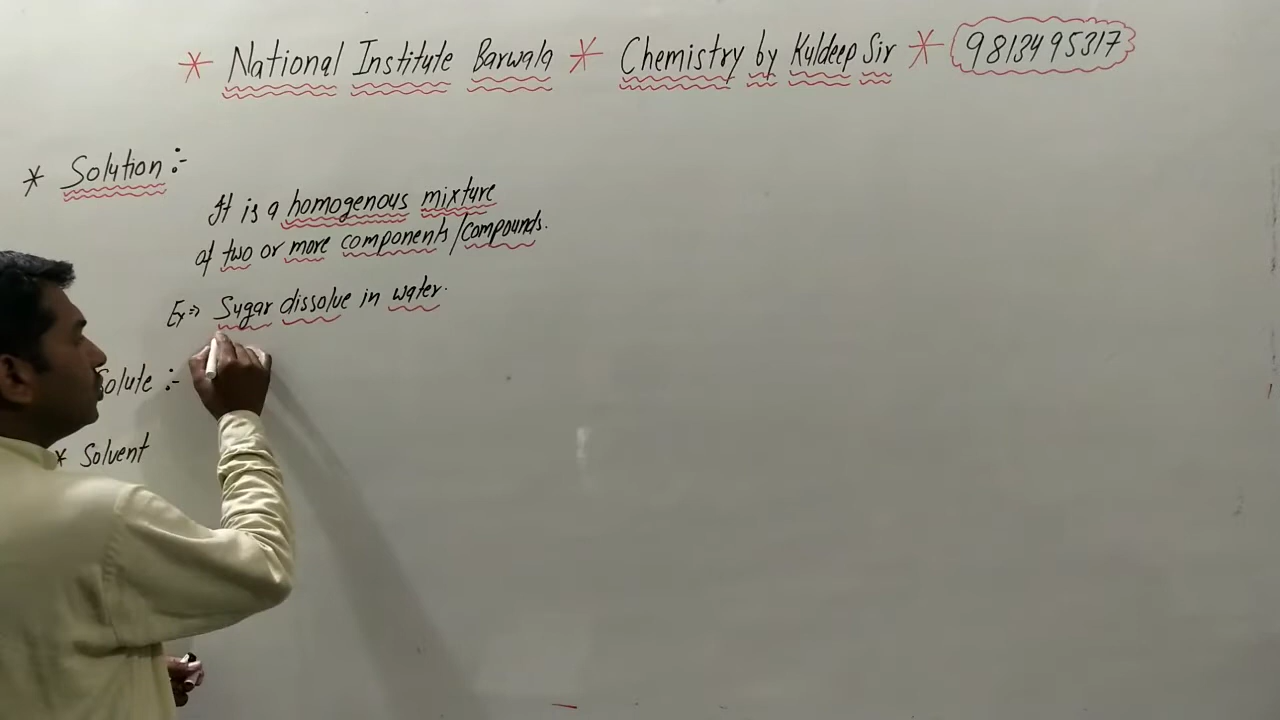 * National Institute Barwala * Chemistry by Kuldeep Sir * 9813495317
* Solution :-
It is a homogenous mixture
of two or more components/compounds.
Ex => Sugar dissolve in water.
Solute :-
* Solvent